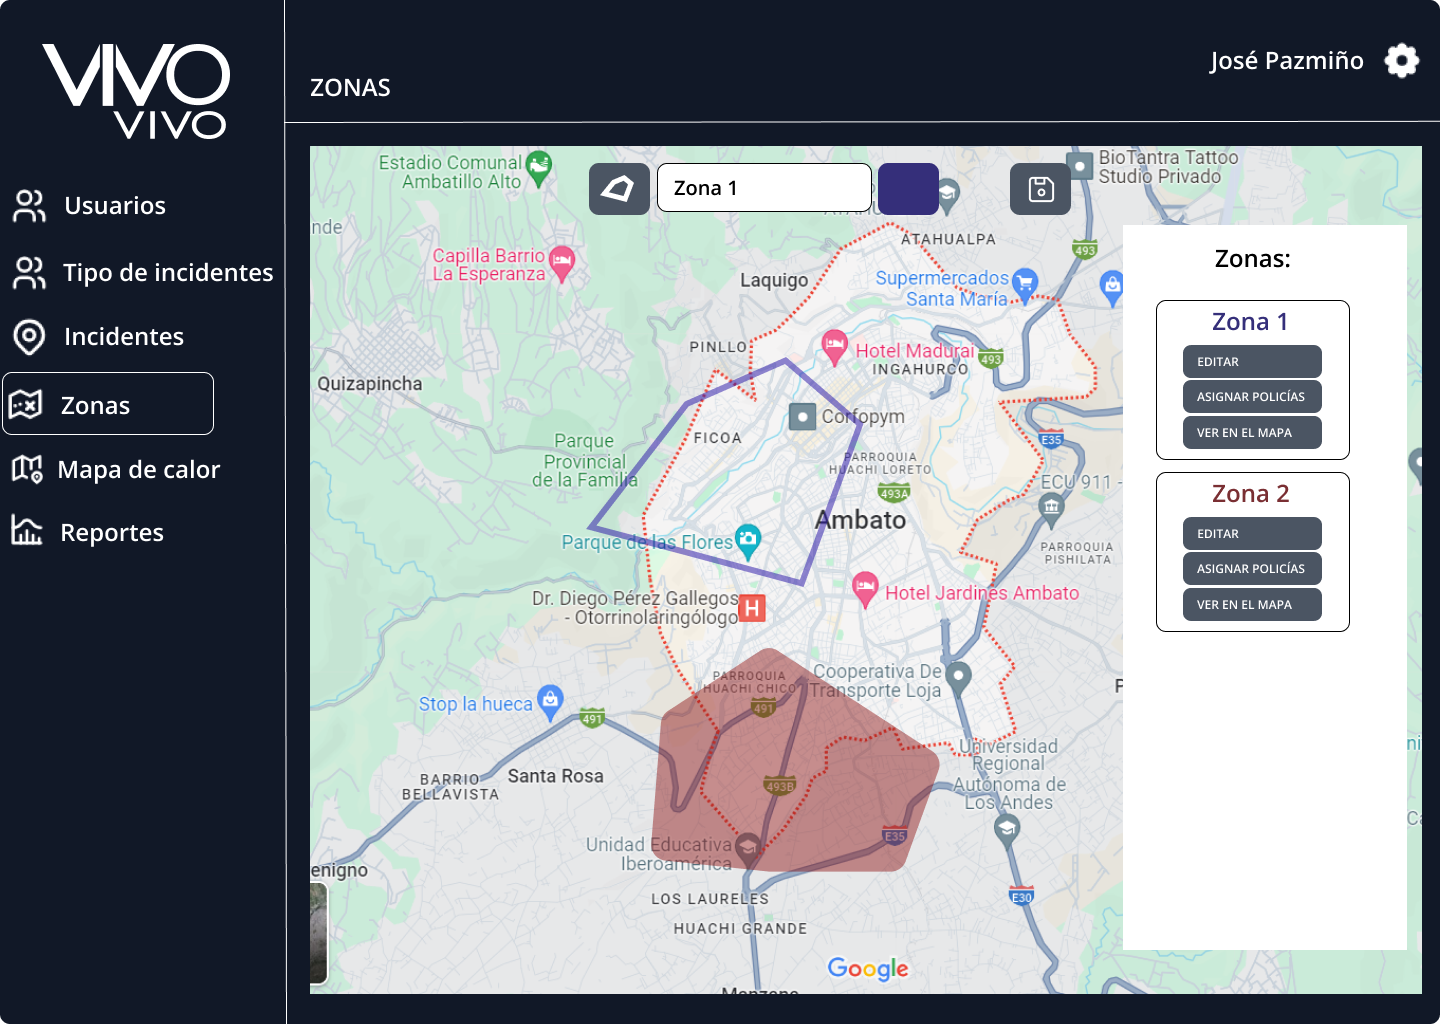 VIVO
VIVO
José Pazmiño
ZONAS
Usuarios
Tipo de incidentes
Incidentes
Zonas
Mapa de calor
Reportes
Zona 1
Estadio Comunal
Ambatillo Alto
BioTantra Tattoo
Studio Privado
nde
Capilla Barrio
La Esperanza
ATAHUALPA
493
Laquigo
Supermercados
Santa María
PINLLO
Hotel Madurai
493
INGAHURCO
Quizapincha
Corfopym
FICOA
Parque
Provincial
de la Familia
E35
PARROQUIA
HUACHI LORETO
493A
ECU 911 -
Ambato
Parque de las Flores
PARROQUIA
PISHILATA
Dr. Diego Pérez Gallegos
- Otorrinolaringólogo
H
Hotel Jardines Ambato
PARROQUIA
HUACHI CHICO
Cooperativa De
Transporte Loja
Stop la hueca
491
491
Universidad
Regional
Autónoma de
Los Andes
BARRIO
BELLAVISTA
Santa Rosa
493B
E35
Unidad Educativa
Iberoamérica
enigno
LOS LAURELES
E30
HUACHI GRANDE
Google
Zonas:
Zona 1
EDITAR
ASIGNAR POLICÍAS
VER EN EL MAPA
Zona 2
EDITAR
ASIGNAR POLICÍAS
VER EN EL MAPA